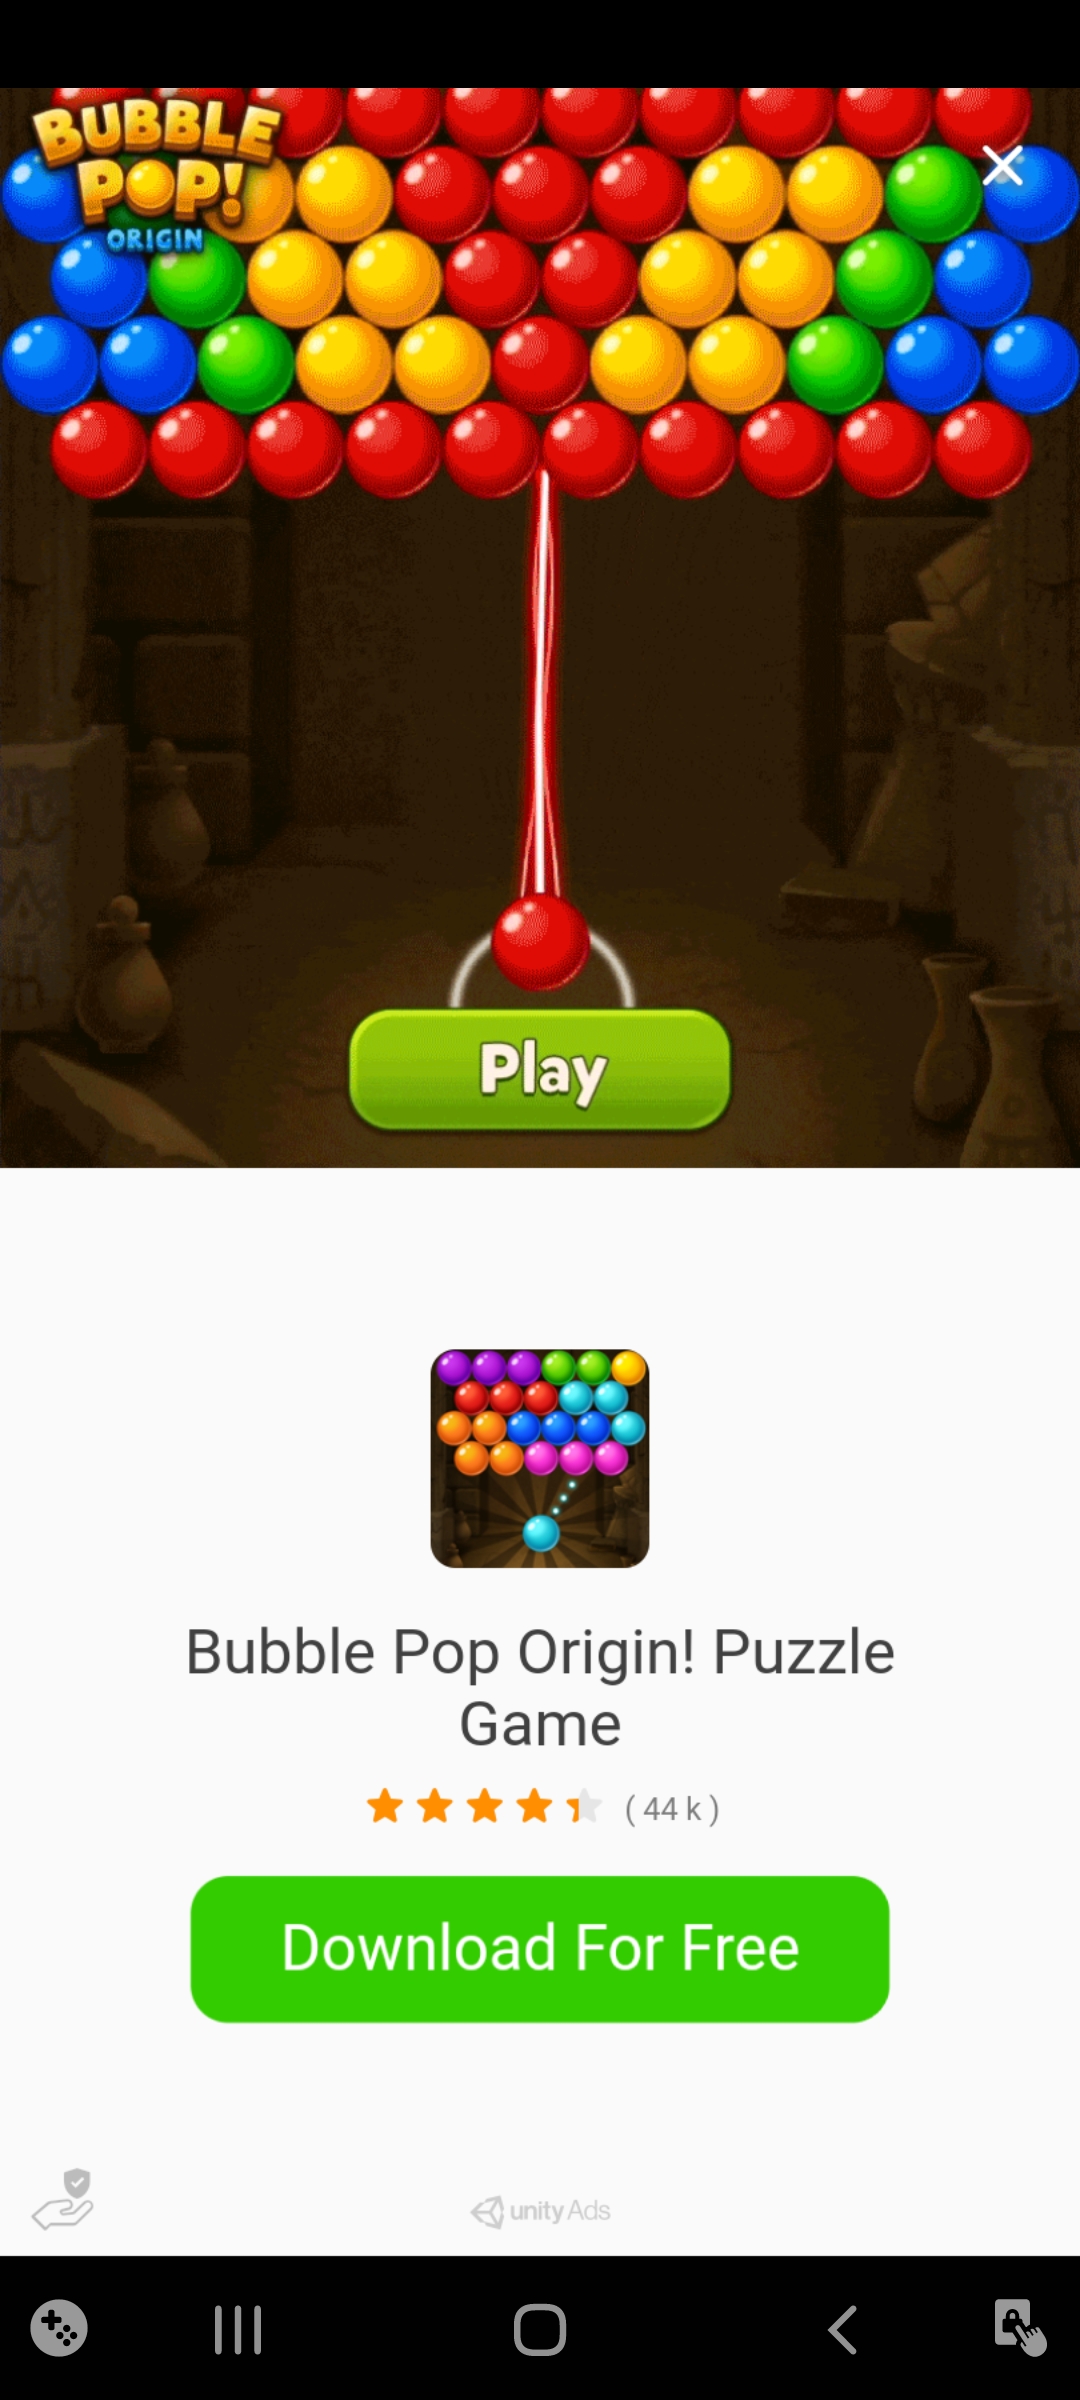 BUBBLE
POP!
ORIGIN
Play
Bubble Pop Origin! Puzzle
Game
( 44 k )
Download For Free
unity Ads